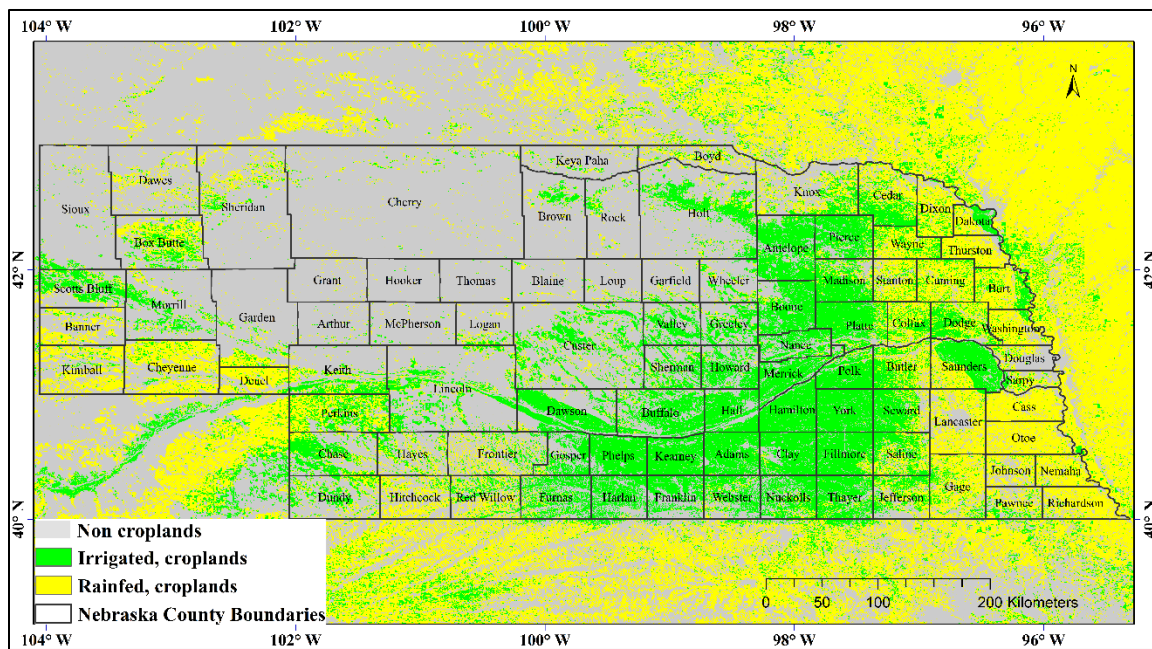 104° W 102° W 100° W 98° W 96° W
N
Boyd
Keya Paha
Dawes Sheridan Cherry Knox Cedar
Sioux Brown Rock Holt Dixon Dakota
Box Butte Antelope Pierce Wayne Thurston
42° N 42° N
Scotts Bluff Grant Hooker Thomas Blaine Loup Garfield Wheeler Madison Stanton Cuming Burt
Morrill Garden Boone
Banner Arthur McPherson Logan Custer Valley Greeley Platte Colfax Dodge Washington
Nance Douglas
Kimball Cheyenne Deuel Keith Lincoln Sherman Howard Merrick Polk Butler Saunders Sarpy
Perkins Dawson Buffalo Hall Hamilton York Seward Lancaster Cass
Otoe
Chase Hayes Frontier Gosper Phelps Kearney Adams Clay Fillmore Saline
Gage Johnson Nemaha
Dundy Hitchcock Red Willow Furnas Harlan Franklin Webster Nuckolls Thayer Jefferson Pawnee Richardson
40° N 40° N
Non croplands
Irrigated, croplands
Rainfed, croplands
Nebraska County Boundaries
0 50 100 200 Kilometers
104° W 102° W 100° W 98° W 96° W